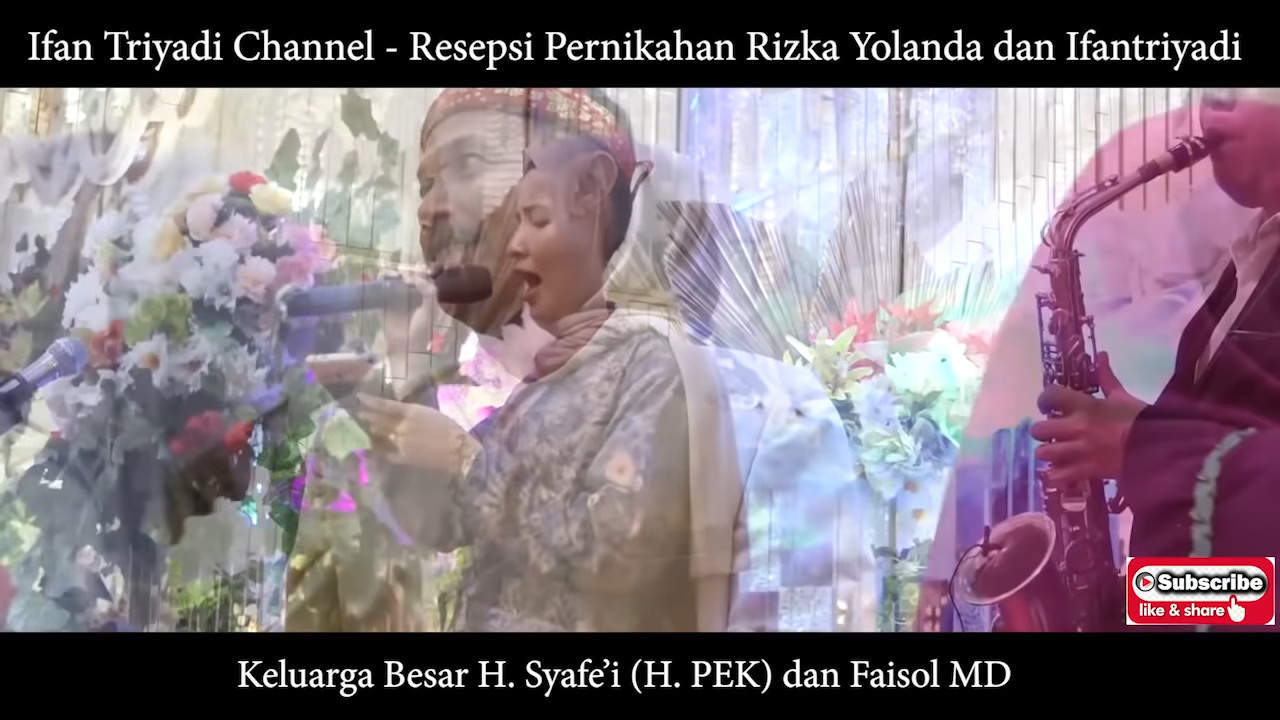 Ifan Triyadi Channel - Resepsi Pernikahan Rizka Yolanda dan Ifantriyadi
Subscribe
like & share
Keluarga Besar H. Syafe’i (H. PEK) dan Faisol MD